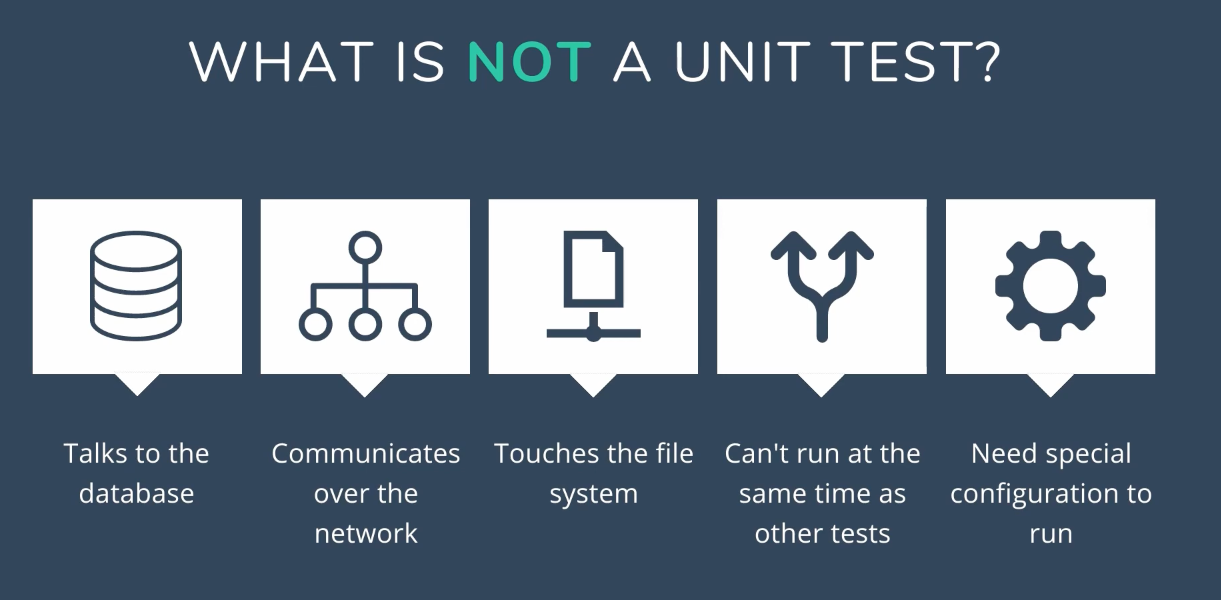 WHAT IS NOT A UNIT TEST?
Talks to the
database
Communicates
over the
network
Touches the file
system
Can't run at the
same time as
other tests
Need special
configuration to
run